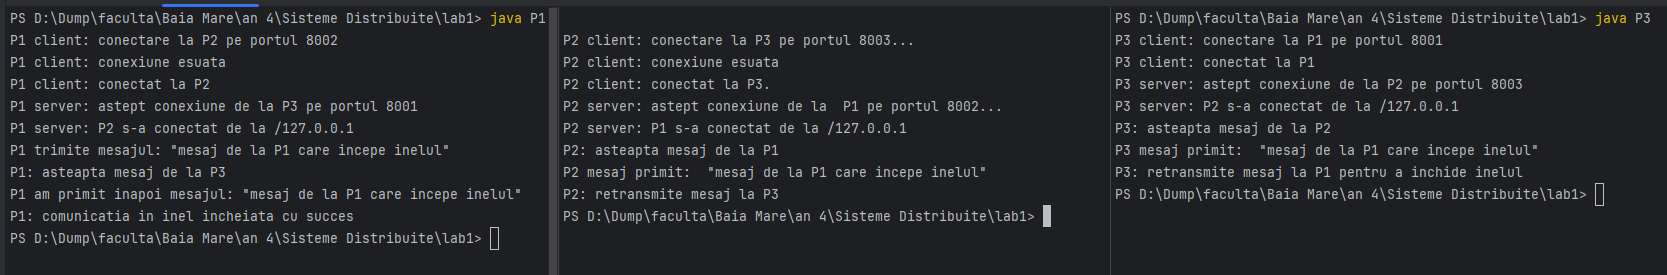 PS D:\Dump\faculta\Baia Mare\an 4\Sisteme Distribuite\lab1> java P1
P1 client: conectare la P2 pe portul 8002
P1 client: conexiune esuata
P1 client: conectat la P2
P1 server: astept conexiune de la P3 pe portul 8001
P1 server: P2 s-a conectat de la /127.0.0.1
P1 trimite mesajul: "mesaj de la P1 care incepe inelul"
P1: asteapta mesaj de la P3
P1 am primit inapoi mesajul: "mesaj de la P1 care incepe inelul"
P1: comunicatia in inel incheiata cu succes
PS D:\Dump\faculta\Baia Mare\an 4\Sisteme Distribuite\lab1>
P2 client: conectare la P3 pe portul 8003...
P2 client: conexiune esuata
P2 client: conectat la P3.
P2 server: astept conexiune de la  P1 pe portul 8002...
P2 server: P1 s-a conectat de la /127.0.0.1
P2: asteapta mesaj de la P1
P2 mesaj primit:  "mesaj de la P1 care incepe inelul"
P2: retransmite mesaj la P3
PS D:\Dump\faculta\Baia Mare\an 4\Sisteme Distribuite\lab1>
PS D:\Dump\faculta\Baia Mare\an 4\Sisteme Distribuite\lab1> java P3
P3 client: conectare la P1 pe portul 8001
P3 client: conectat la P1
P3 server: astept conexiune de la P2 pe portul 8003
P3 server: P2 s-a conectat de la /127.0.0.1
P3: asteapta mesaj de la P2
P3 mesaj primit:  "mesaj de la P1 care incepe inelul"
P3: retransmite mesaj la P1 pentru a inchide inelul
PS D:\Dump\faculta\Baia Mare\an 4\Sisteme Distribuite\lab1>